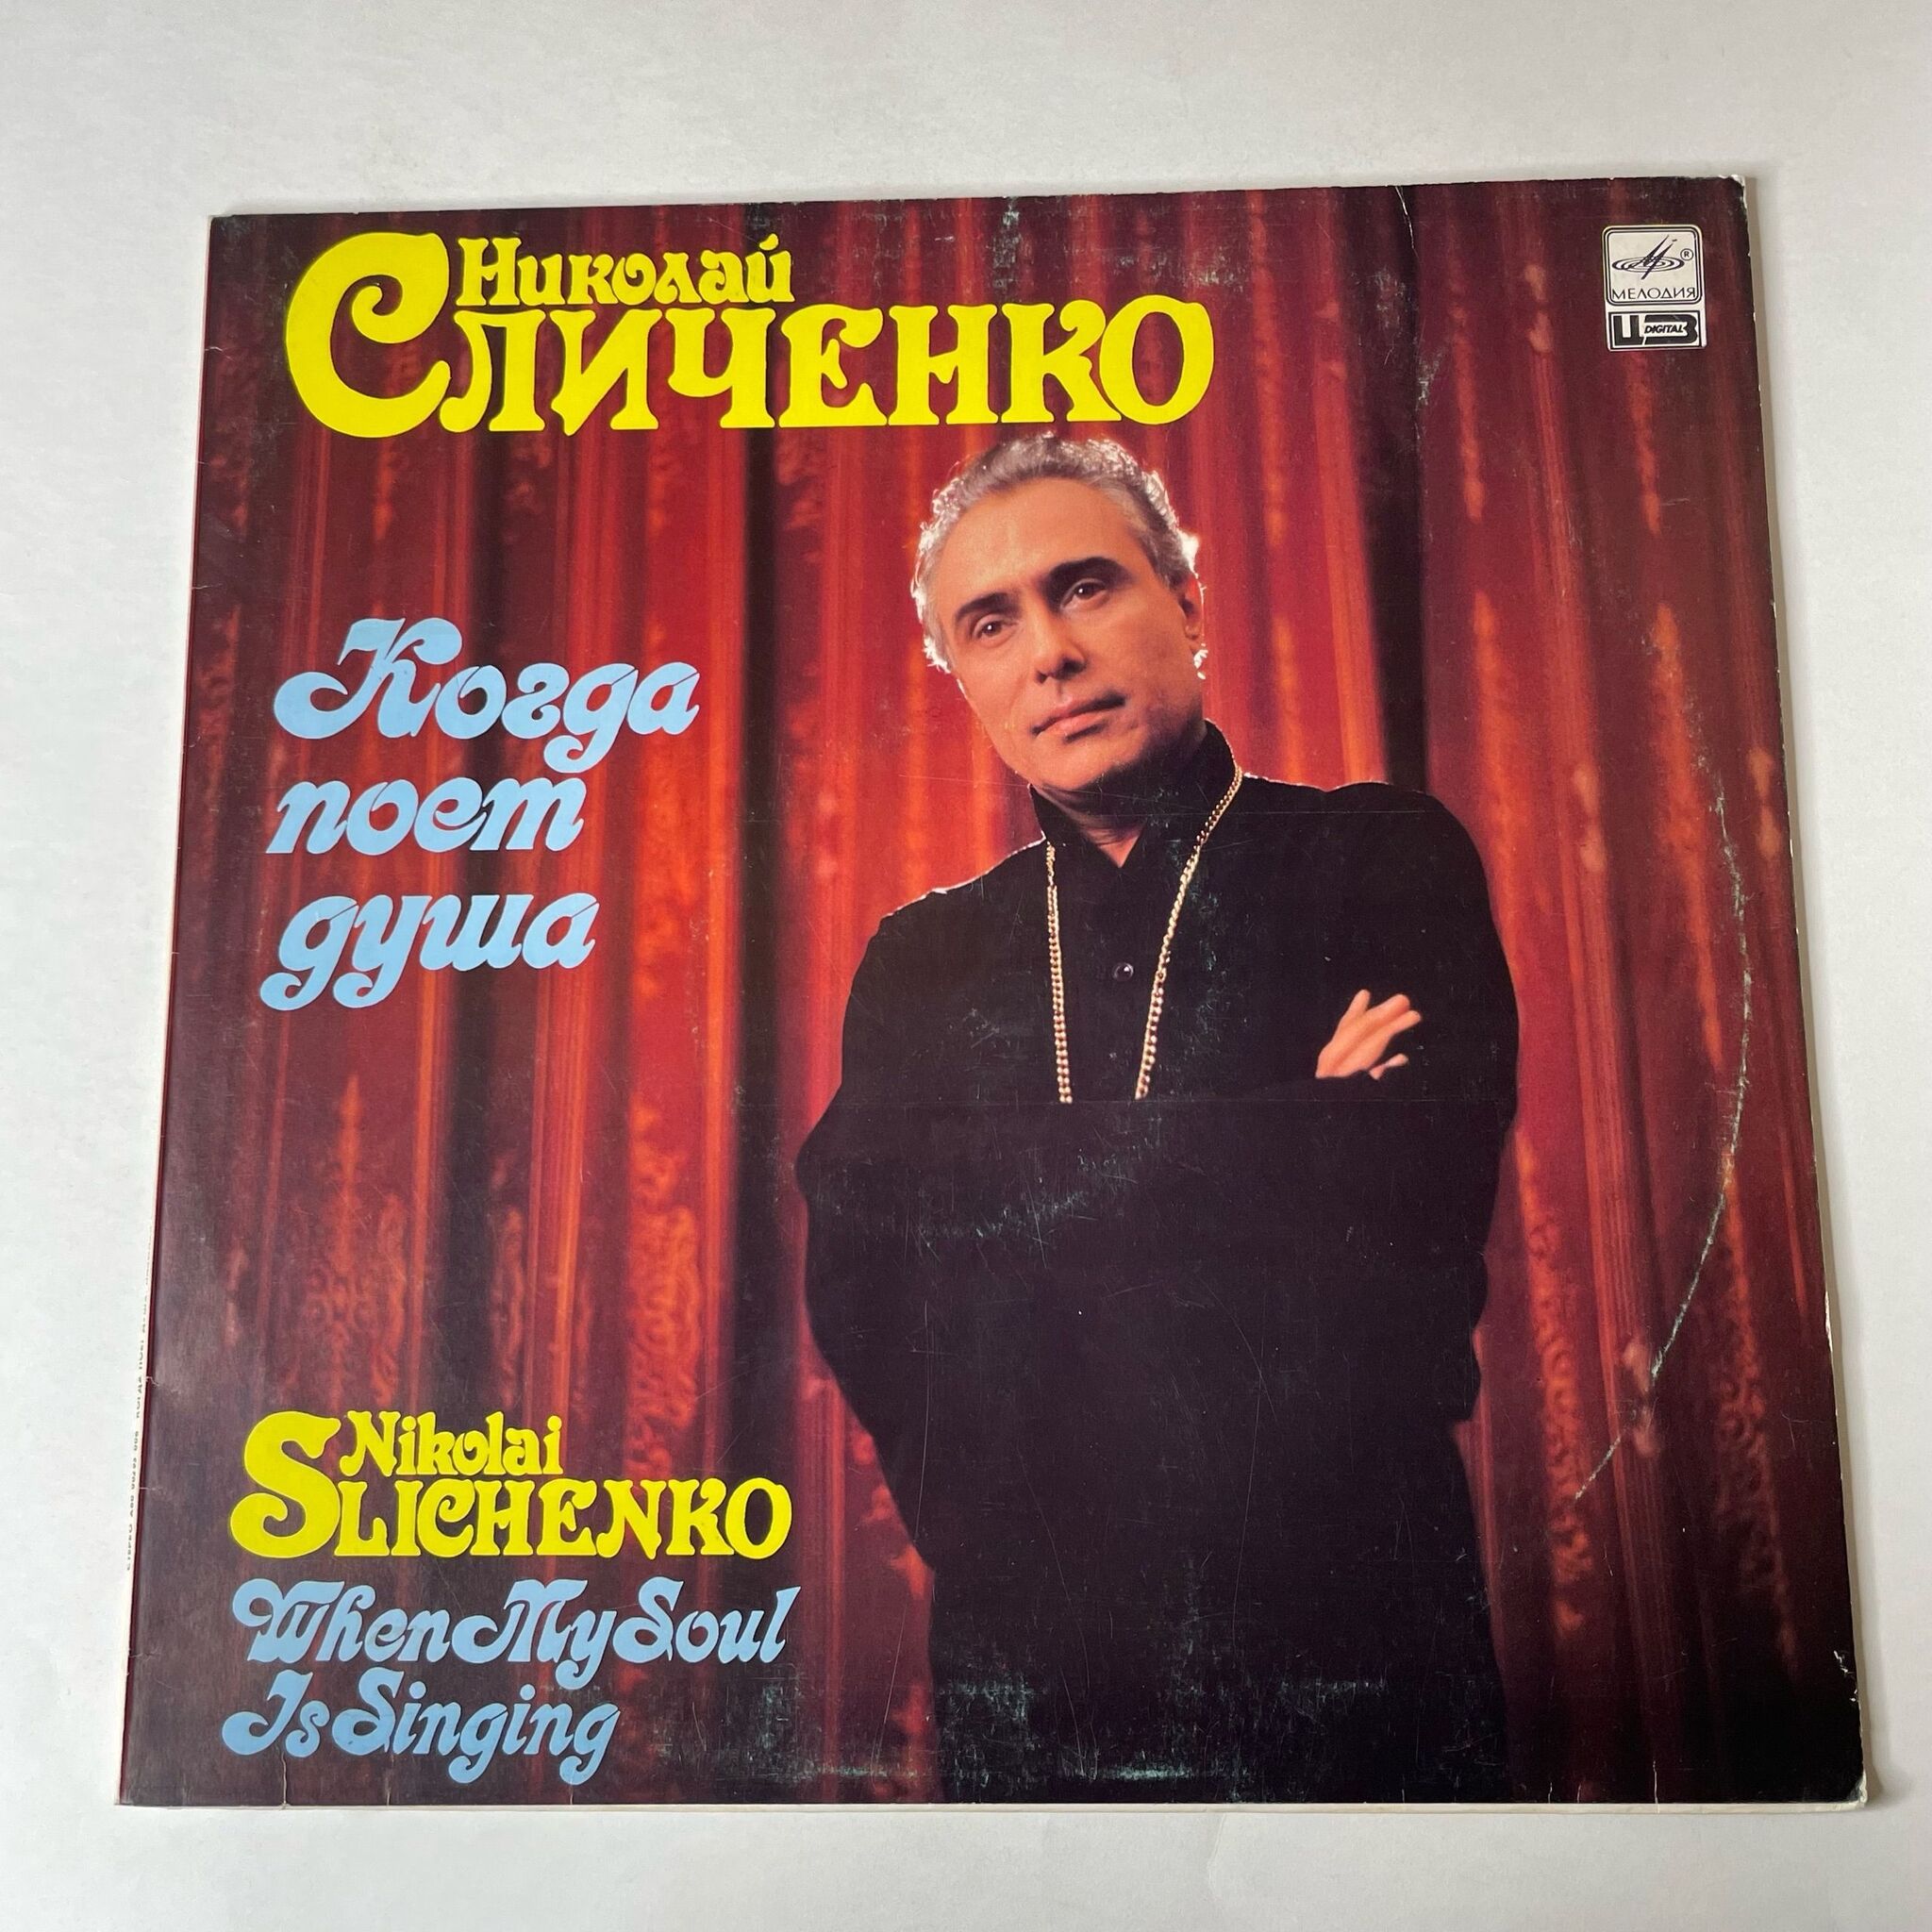 Николай
Сличенко
МЕЛОДИЯ
DIGITAL
Когда
поет
душа
Nikolai
SLICHENKO
When My Soul
Is Singing